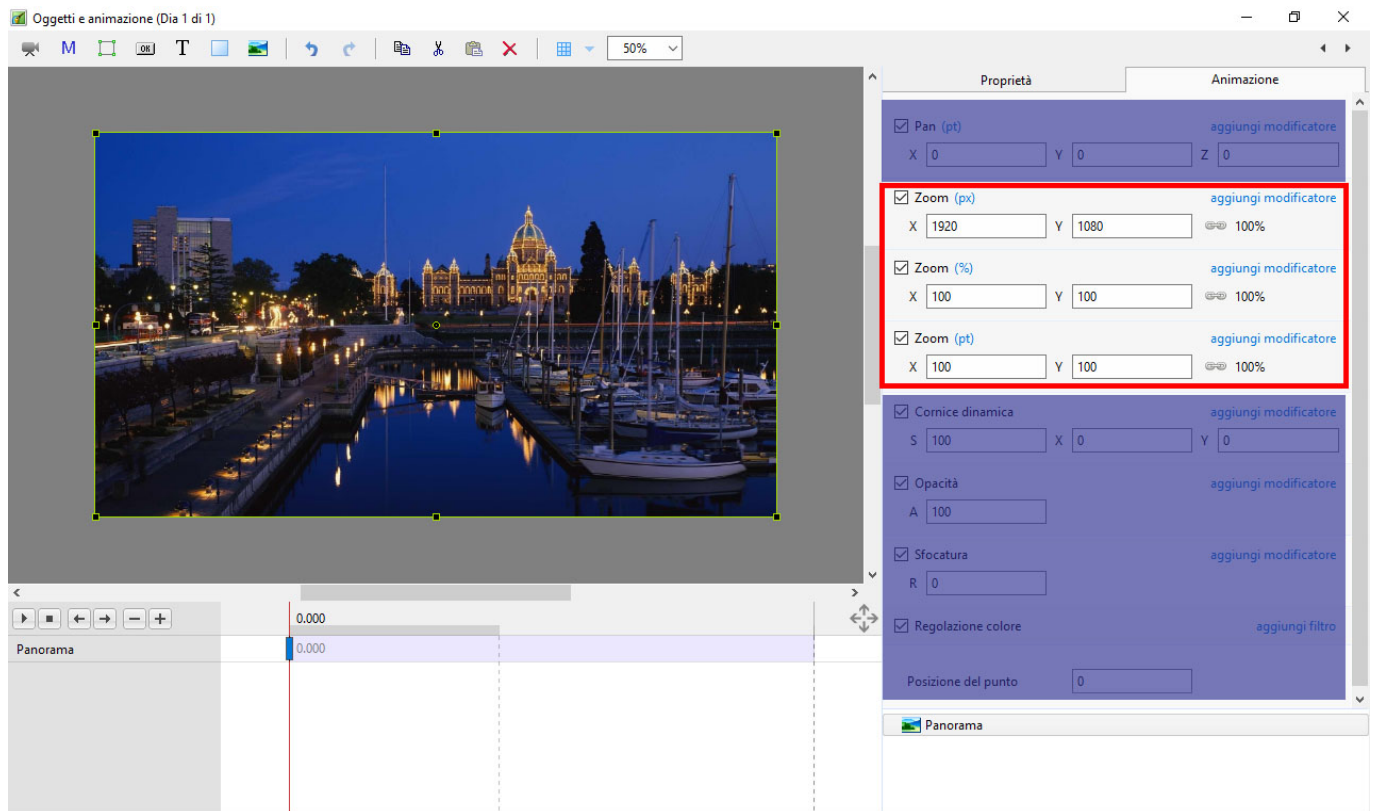 Oggetti e animazione (Dia 1 di 1)
M OK T 50%
Proprietà Animazione
Pan (pt) aggiungi modificatore
X 0 Y 0 Z 0
Zoom (px) aggiungi modificatore
X 1920 Y 1080 100%
Zoom (%) aggiungi modificatore
X 100 Y 100 100%
Zoom (pt) aggiungi modificatore
X 100 Y 100 100%
Cornice dinamica aggiungi modificatore
S 100 X 0 Y 0
Opacità aggiungi modificatore
A 100
Sfocatura aggiungi modificatore
R 0
Regolazione colore aggiungi filtro
Posizione del punto 0
Panorama
0.000
Panorama 0.000